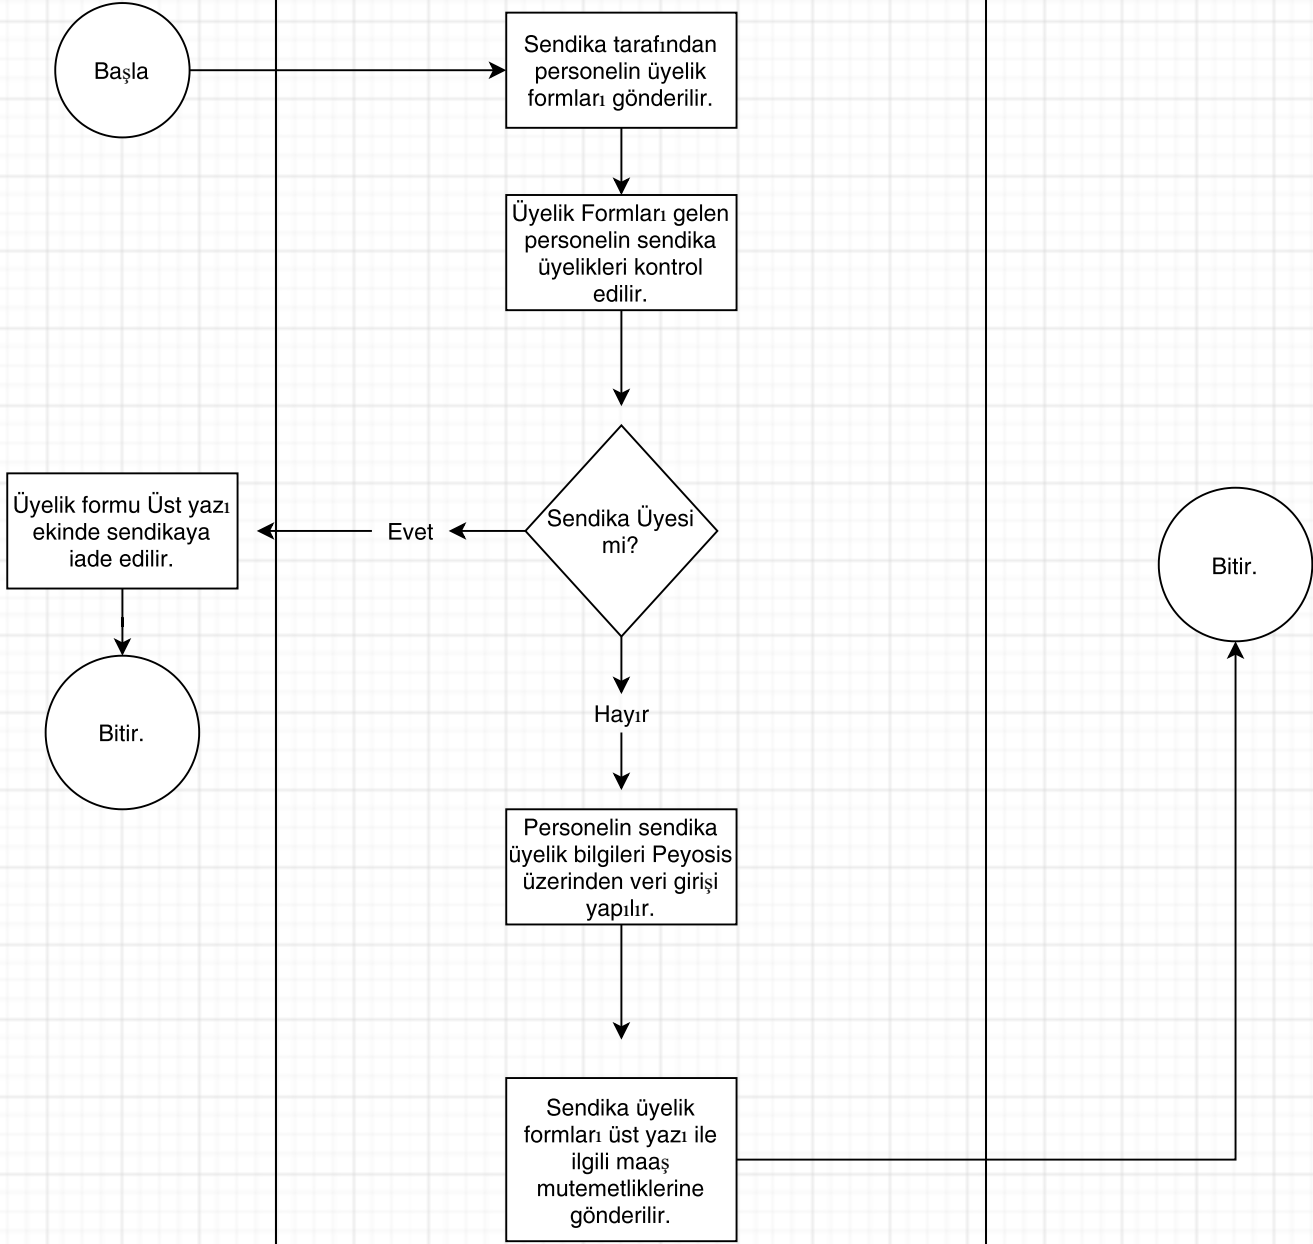 Başla
Sendika tarafından
personelin üyelik
formları gönderilir.
Üyelik Formları gelen
personelin sendika
üyelikleri kontrol
edilir.
Sendika Üyesi
mi?
Evet
Üyelik formu Üst yazı
ekinde sendikaya
iade edilir.
Bitir.
Hayır
Personelin sendika
üyelik bilgileri Peyosis
üzerinden veri girişi
yapılır.
Sendika üyelik
formları üst yazı ile
ilgili maaş
mutemetliklerine
gönderilir.
Bitir.